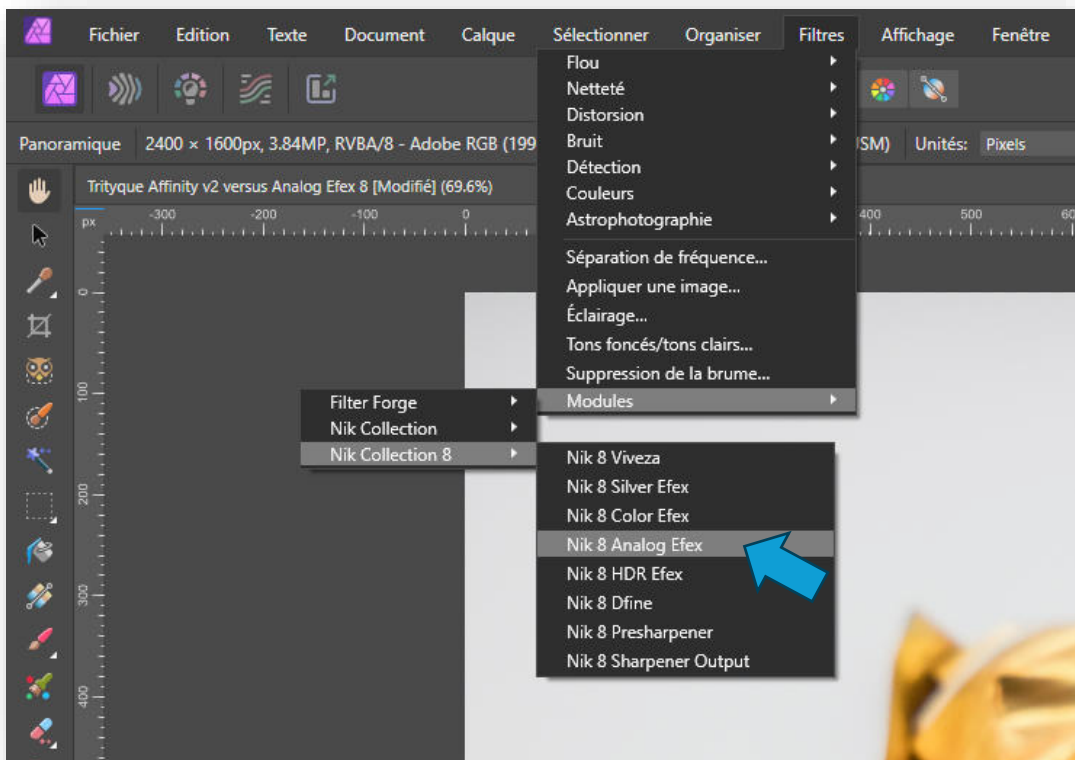 Fichier Edition Texte Document Calque Sélectionner Organiser Filtres Affichage Fenêtre
Panoramique 2400 × 1600px, 3.84MP, RVBA/8 - Adobe RGB (199
SM) Unités: Pixels
Trityque Affinity v2 versus Analog Efex 8 [Modifié] (69.6%)
px -300 -200 -100 0 400 500 60
0
100
200
300
400
Flou
Netteté
Distorsion
Bruit
Détection
Couleurs
Astrophotographie
Séparation de fréquence...
Appliquer une image...
Éclairage...
Tons foncés/tons clairs...
Suppression de la brume...
Modules
Filter Forge
Nik Collection
Nik Collection 8
Nik 8 Viveza
Nik 8 Silver Efex
Nik 8 Color Efex
Nik 8 Analog Efex
Nik 8 HDR Efex
Nik 8 Dfine
Nik 8 Presharpener
Nik 8 Sharpener Output